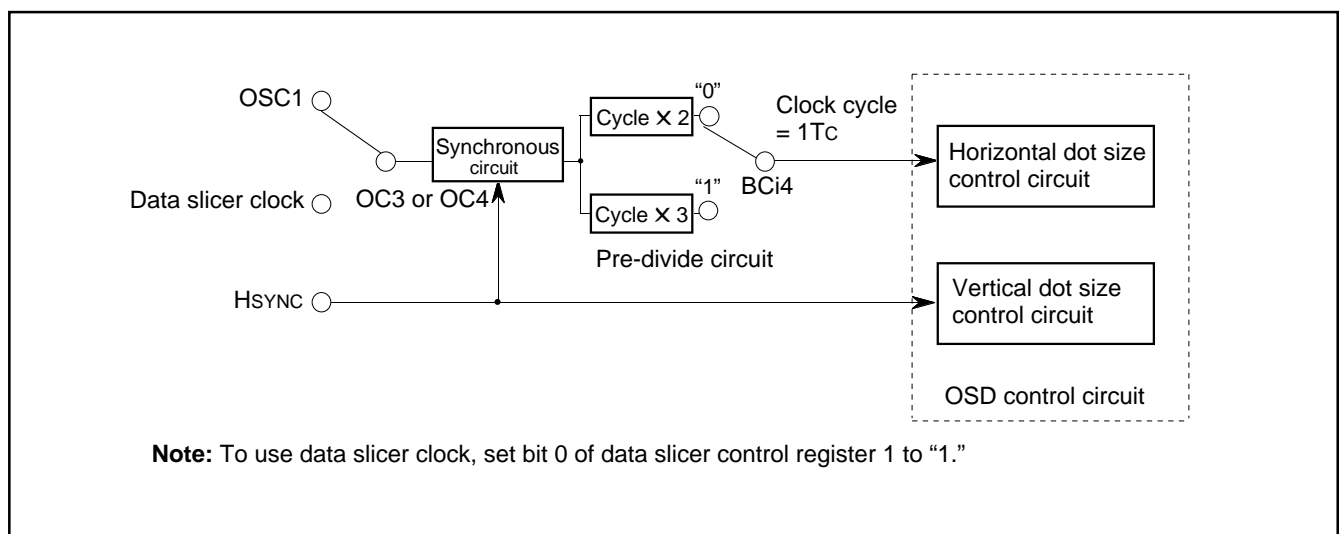 OSC1
Data slicer clock
OC3 or OC4
Synchronous
circuit
Cycle × 2
"0"
Cycle × 3
"1"
Pre-divide circuit
BCi4
Clock cycle
= 1TC
Horizontal dot size
control circuit
HSYNC
Vertical dot size
control circuit
OSD control circuit
Note: To use data slicer clock, set bit 0 of data slicer control register 1 to “1.”